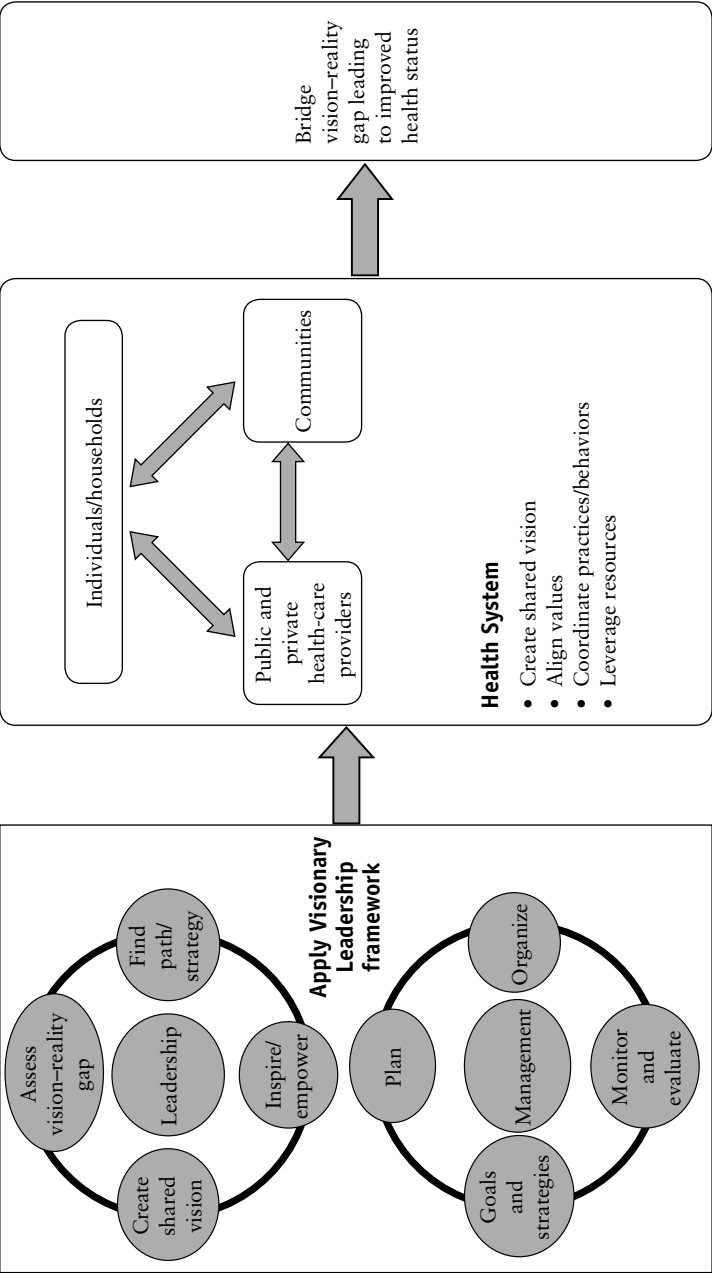 Assess
vision–reality
gap
Create
shared
vision
Leadership
Find
path/
strategy
Inspire/
empower
Apply Visionary
Leadership
framework
Plan
Goals
and
strategies
Management
Organize
Monitor
and
evaluate
Individuals/households
Public and
private
health-care
providers
Communities
Health System
• Create shared vision
• Align values
• Coordinate practices/behaviors
• Leverage resources
Bridge
vision–reality
gap leading
to improved
health status